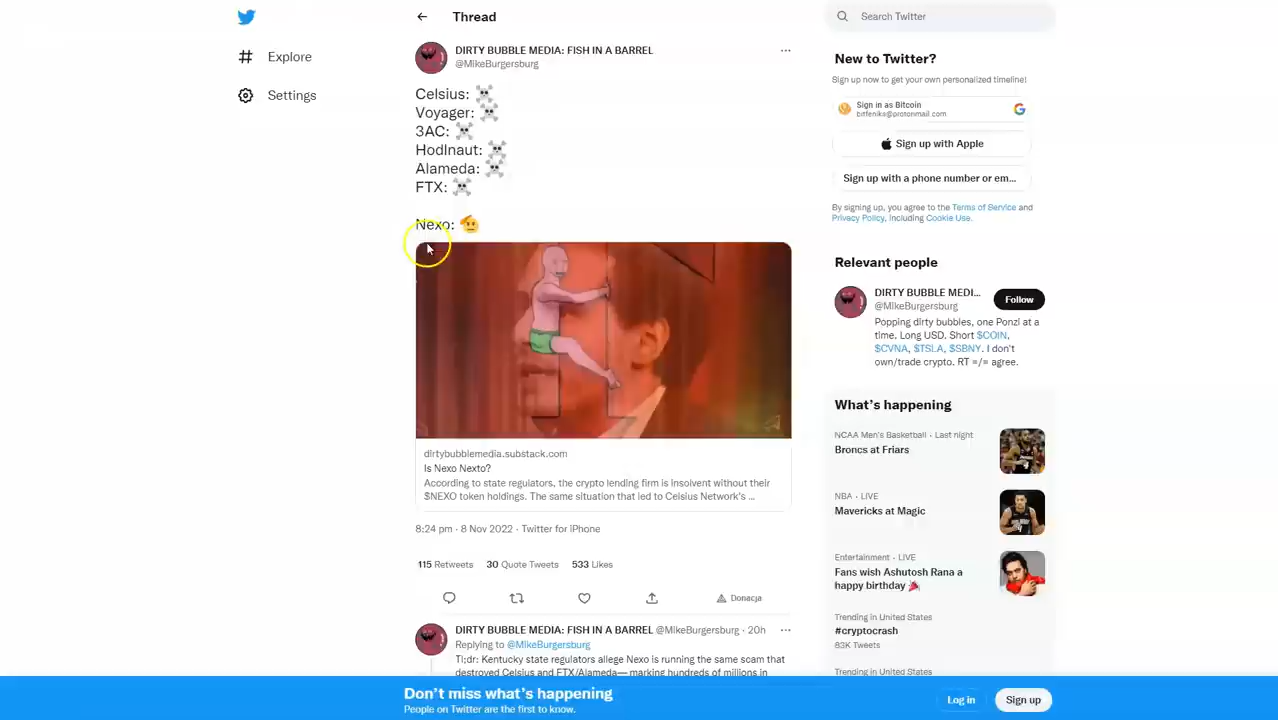 Thread
Search Twitter
Explore
Settings
DIRTY BUBBLE MEDIA: FISH IN A BARREL
@MikeBurgersburg
Celsius: ☠️
Voyager: ☠️
3AC: ☠️
Hodlnaut: ☠️
Alameda: ☠️
FTX: ☠️
Nexo: 🫡
dirtybubblemedia.substack.com
Is Nexo Nexto?
According to state regulators, the crypto lending firm is insolvent without their
$NEXO token holdings. The same situation that led to Celsius Network's ...
8:24 pm · 8 Nov 2022 · Twitter for iPhone
115 Retweets 30 Quote Tweets 533 Likes
Donacja
DIRTY BUBBLE MEDIA: FISH IN A BARREL @MikeBurgersburg · 20h
Replying to @MikeBurgersburg
Tl;dr: Kentucky state regulators allege Nexo is running the same scam that
destroyed Celsius and FTX/Alameda— marking hundreds of millions in
New to Twitter?
Sign up now to get your own personalized timeline!
Sign in as Bitcoin
bitfeniks@protonmail.com
Sign up with Apple
Sign up with a phone number or em...
By signing up, you agree to the Terms of Service and
Privacy Policy, including Cookie Use.
Relevant people
DIRTY BUBBLE MEDI...
@MikeBurgersburg
Follow
Popping dirty bubbles, one Ponzi at a
time. Long USD. Short $COIN,
$CVNA, $TSLA, $SBNY. I don't
own/trade crypto. RT =/= agree.
What's happening
NCAA Men's Basketball · Last night
Broncs at Friars
NBA · LIVE
Mavericks at Magic
Entertainment · LIVE
Fans wish Ashutosh Rana a
happy birthday 🎉
Trending in United States
#cryptocrash
83K Tweets
Trending in United States
Don't miss what's happening
People on Twitter are the first to know.
Log in
Sign up